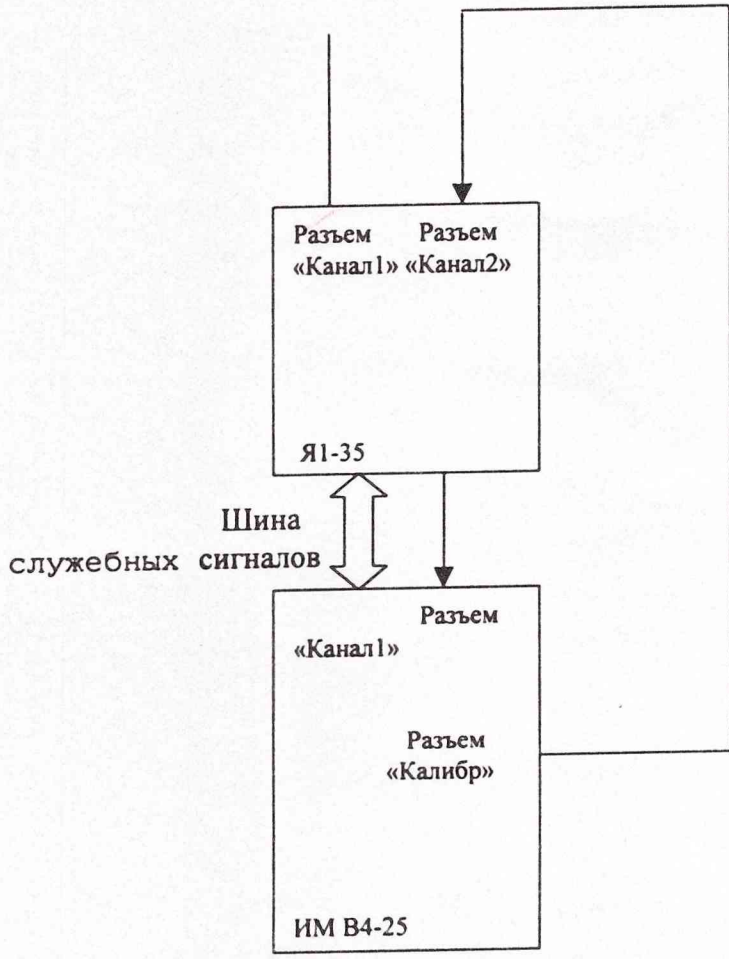 Разъем Разъем
«Канал1» «Канал2»
Я1-35
Шина
служебных сигналов
Разъем
«Канал1»
Разъем
«Калибр»
ИМ В4-25